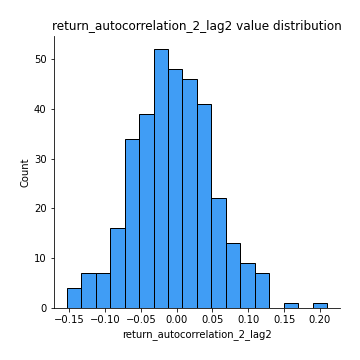 return_autocorrelation_2_lag2 value distribution
50
40
30
20
10
0
Count
−0.15 −0.10 −0.05 0.00 0.05 0.10 0.15 0.20
return_autocorrelation_2_lag2